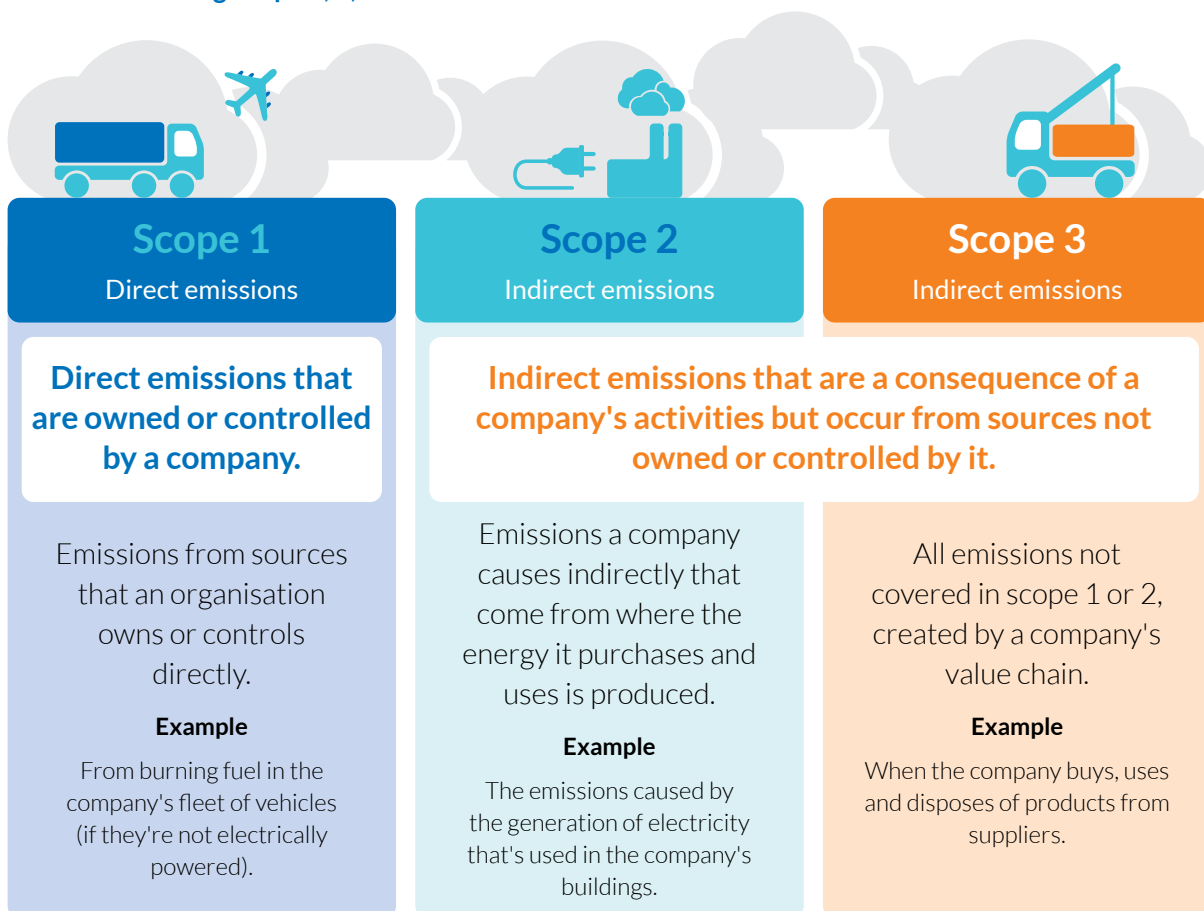 Scope 1
Direct emissions
Direct emissions that
are owned or controlled
by a company.
Emissions from sources
that an organisation
owns or controls
directly.
Example
From burning fuel in the
company's fleet of vehicles
(if they're not electrically
powered).
Scope 2
Indirect emissions
Scope 3
Indirect emissions
Indirect emissions that are a consequence of a
company's activities but occur from sources not
owned or controlled by it.
Emissions a company
causes indirectly that
come from where the
energy it purchases and
uses is produced.
Example
The emissions caused by
the generation of electricity
that's used in the company's
buildings.
All emissions not
covered in scope 1 or 2,
created by a company's
value chain.
Example
When the company buys, uses
and disposes of products from
suppliers.